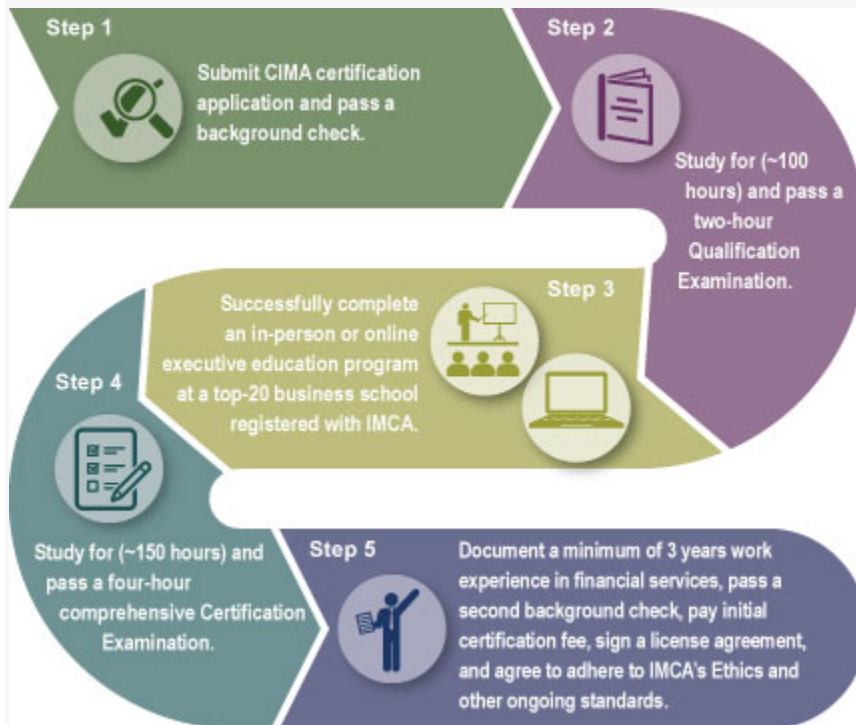 Step 1
Submit CIMA certification
application and pass a
background check.
Step 2
Study for (~100
hours) and pass a
two-hour
Qualification
Examination.
Step 3
Successfully complete
an in-person or online
executive education program
at a top-20 business school
registered with IMCA.
Step 4
Study for (~150 hours) and
pass a four-hour
comprehensive Certification
Examination.
Step 5
Document a minimum of 3 years work
experience in financial services, pass a
second background check, pay initial
certification fee, sign a license agreement,
and agree to adhere to IMCA's Ethics and
other ongoing standards.